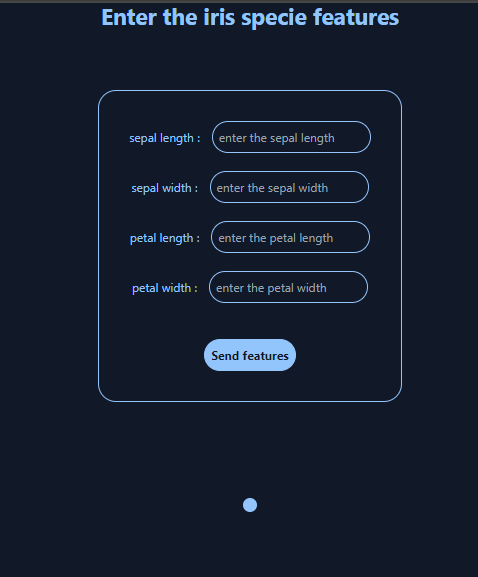 Enter the iris specie features
sepal length : enter the sepal length
sepal width : enter the sepal width
petal length : enter the petal length
petal width : enter the petal width
Send features